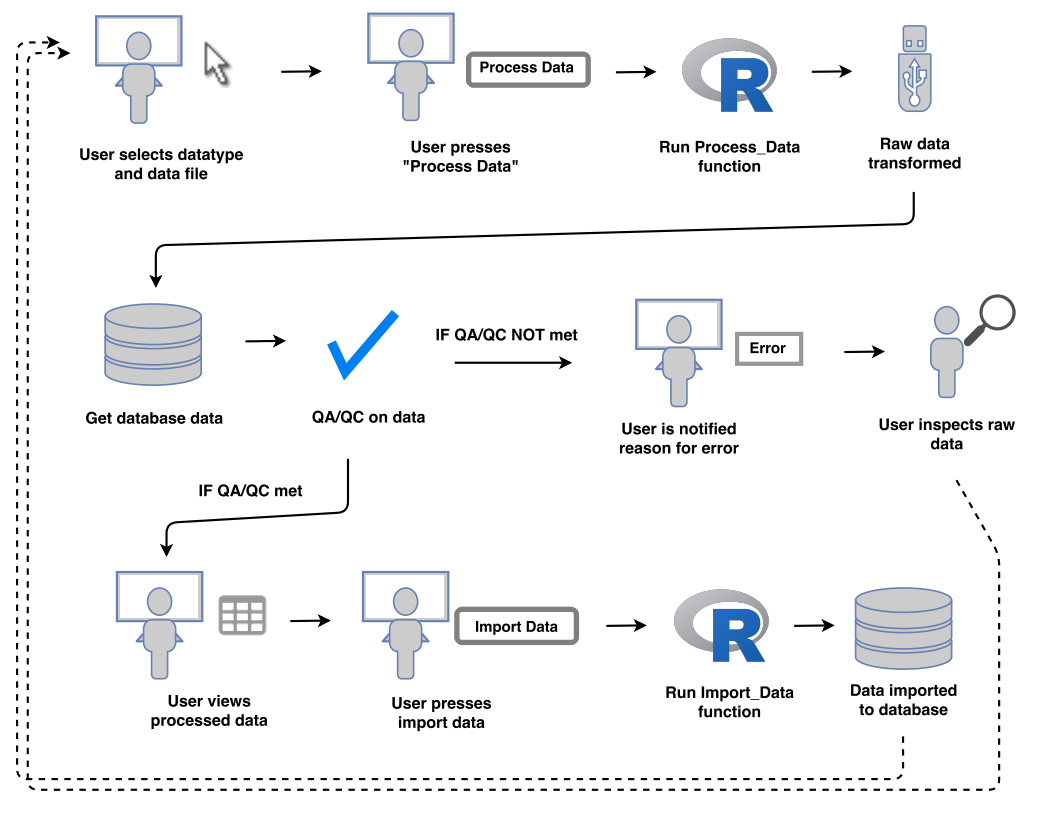 Process Data
User selects datatype
and data file
User presses
"Process Data"
R
Run Process_Data
function
Raw data
transformed
Get database data
QA/QC on data
IF QA/QC NOT met
Error
User is notified
reason for error
User inspects raw
data
IF QA/QC met
User views
processed data
Import Data
User presses
import data
R
Run Import_Data
function
Data imported
to database